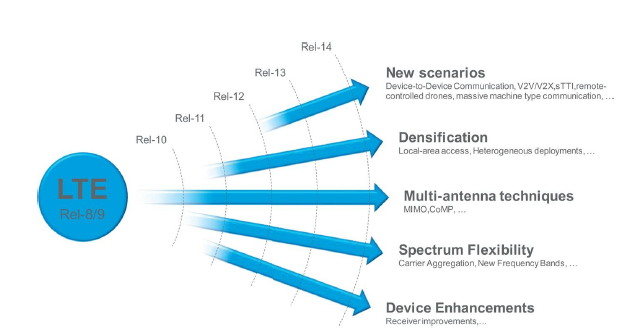 Rel-14
Rel-13
Rel-12
Rel-11
Rel-10
LTE
Rel-8/9
New scenarios
Device-to-Device Communication, V2V/V2X,sTTI,remote-
controlled drones, massive machine type communication, …
Densification
Local-area access, Heterogeneous deployments,…
Multi-antenna techniques
MIMO,CoMP, …
Spectrum Flexibility
Carrier Aggregation, New Frequency Bands, …
Device Enhancements
Receiver improvements,…